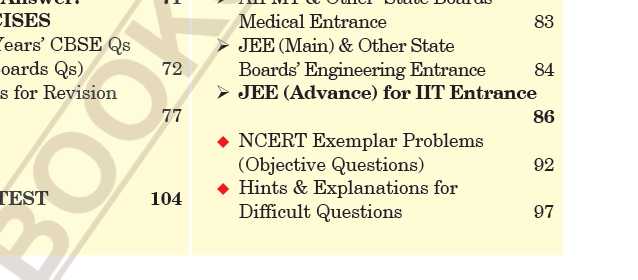 Answer: 71
CISES
Years' CBSE Qs
oards Qs) 72
s for Revision
77
TEST 104
➢ All PMT & Other State Boards'
Medical Entrance 83
➢ JEE (Main) & Other State
Boards' Engineering Entrance 84
➢ JEE (Advance) for IIT Entrance
86
◆ NCERT Exemplar Problems
(Objective Questions) 92
◆ Hints & Explanations for
Difficult Questions 97
BOOK